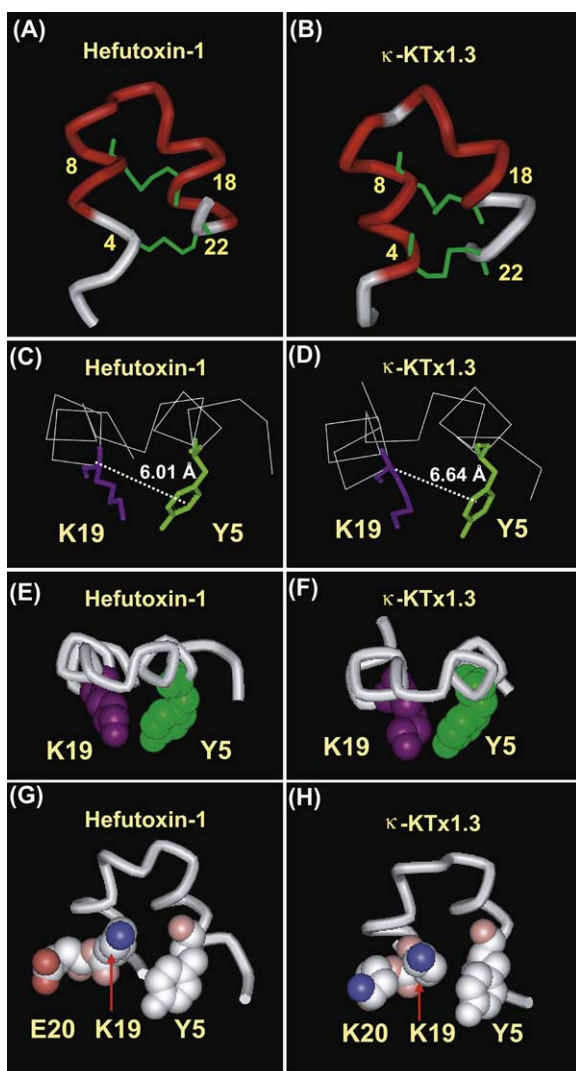 (A) Hefutoxin-1
8
18
4
22
(B) κ-KTx1.3
8
18
4
22
(C) Hefutoxin-1
6.01 Å
K19 Y5
(D) κ-KTx1.3
6.64 Å
K19 Y5
(E) Hefutoxin-1
K19 Y5
(F) κ-KTx1.3
K19 Y5
(G) Hefutoxin-1
E20 K19 Y5
(H) κ-KTx1.3
K20 K19 Y5